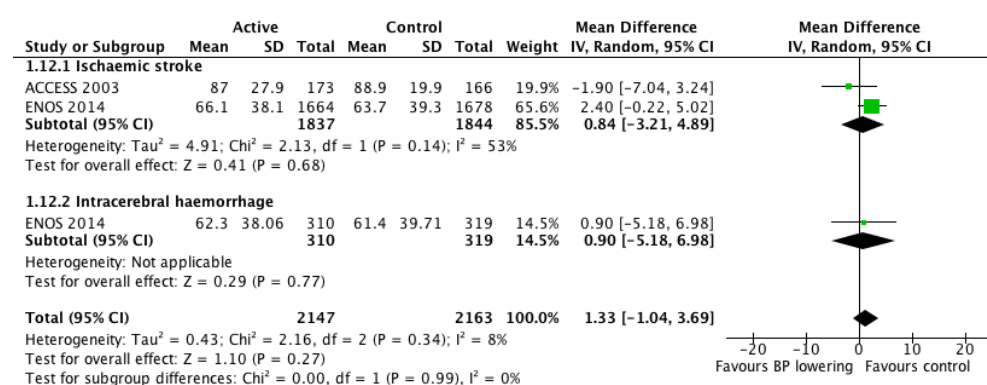 Active Control Mean Difference Mean Difference
Study or Subgroup Mean SD Total Mean SD Total Weight IV, Random, 95% CI IV, Random, 95% CI
1.12.1 Ischaemic stroke
ACCESS 2003 87 27.9 173 88.9 19.9 166 19.9% -1.90 [-7.04, 3.24]
ENOS 2014 66.1 38.1 1664 63.7 39.3 1678 65.6% 2.40 [-0.22, 5.02]
Subtotal (95% CI) 1837 1844 85.5% 0.84 [-3.21, 4.89]
Heterogeneity: Tau² = 4.91; Chi² = 2.13, df = 1 (P = 0.14); I² = 53%
Test for overall effect: Z = 0.41 (P = 0.68)
1.12.2 Intracerebral haemorrhage
ENOS 2014 62.3 38.06 310 61.4 39.71 319 14.5% 0.90 [-5.18, 6.98]
Subtotal (95% CI) 310 319 14.5% 0.90 [-5.18, 6.98]
Heterogeneity: Not applicable
Test for overall effect: Z = 0.29 (P = 0.77)
Total (95% CI) 2147 2163 100.0% 1.33 [-1.04, 3.69]
Heterogeneity: Tau² = 0.43; Chi² = 2.16, df = 2 (P = 0.34); I² = 8%
Test for overall effect: Z = 1.10 (P = 0.27)
Test for subgroup differences: Chi² = 0.00, df = 1 (P = 0.99), I² = 0%
-20 -10 0 10 20
Favours BP lowering Favours control